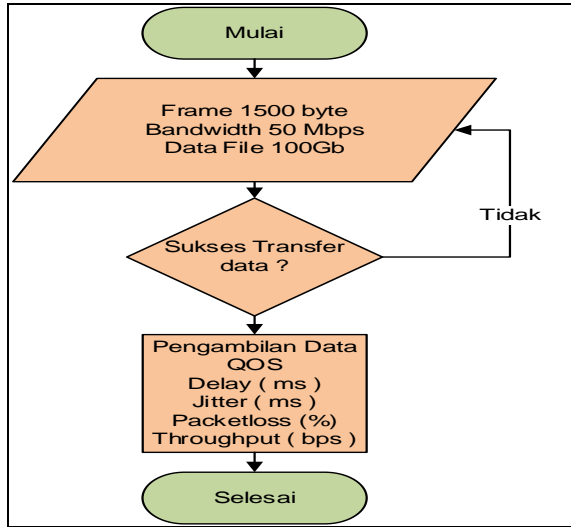 Mulai
Frame 1500 byte
Bandwidth 50 Mbps
Data File 100Gb
Tidak
Sukses Transfer
data ?
Pengambilan Data
QOS
Delay ( ms )
Jitter ( ms )
Packetloss (%)
Throughput ( bps )
Selesai